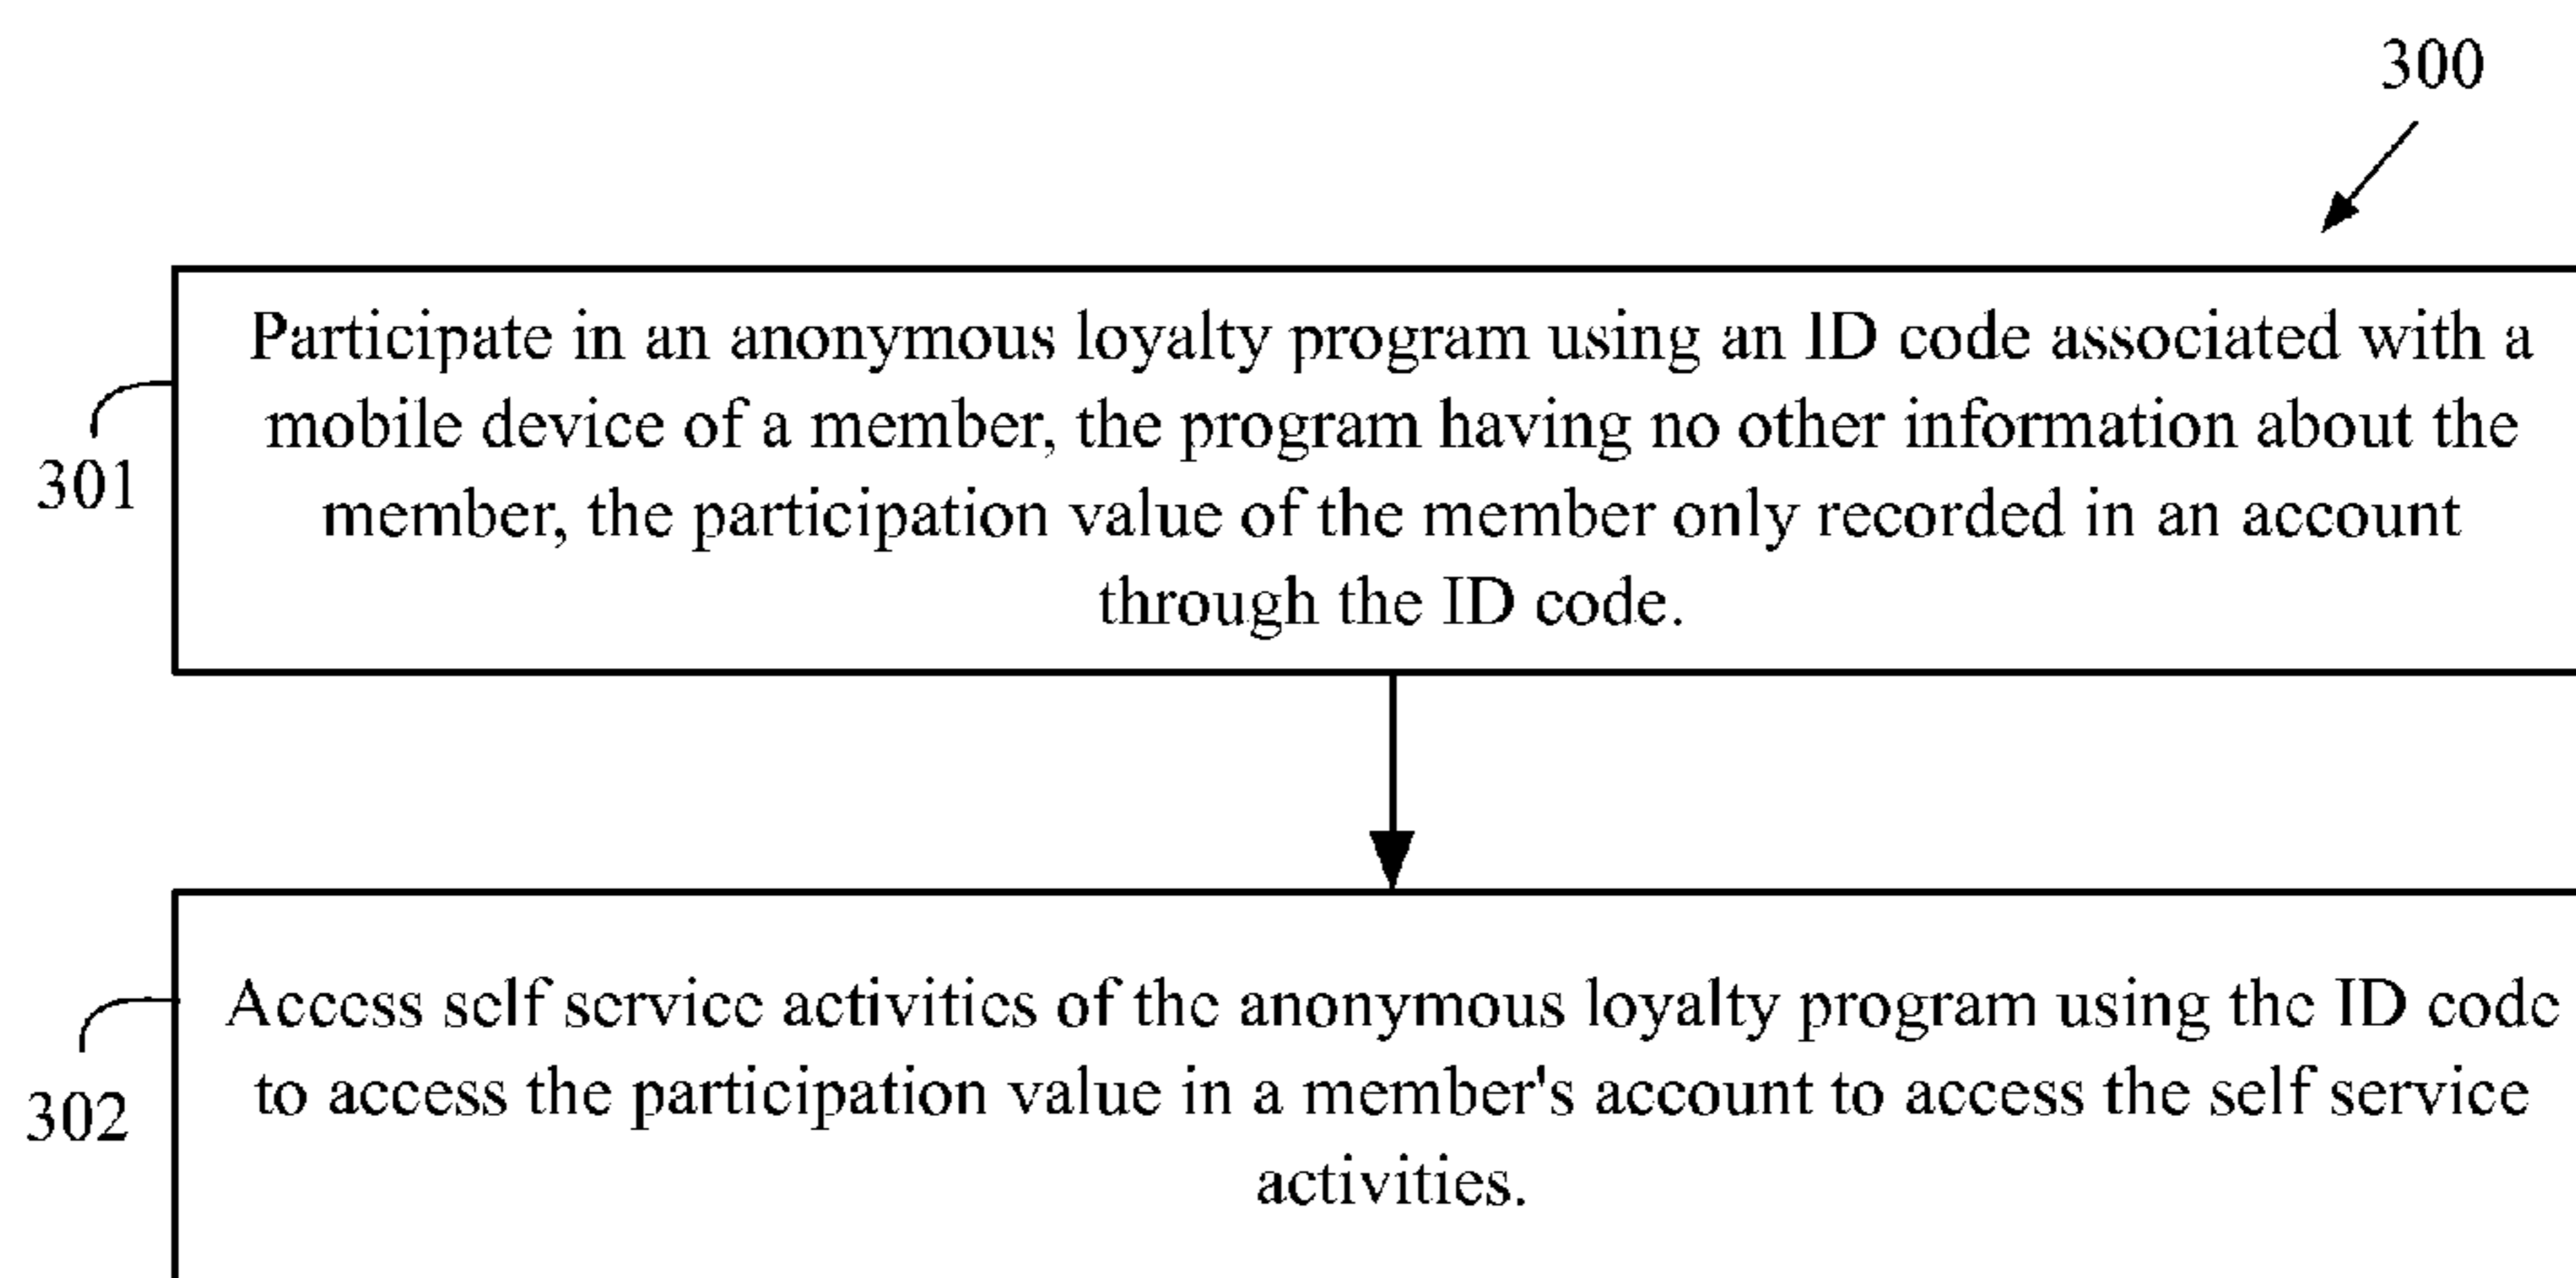 300
Participate in an anonymous loyalty program using an ID code associated with a
mobile device of a member, the program having no other information about the
member, the participation value of the member only recorded in an account
through the ID code.
301
Access self service activities of the anonymous loyalty program using the ID code
to access the participation value in a member's account to access the self service
activities.
302